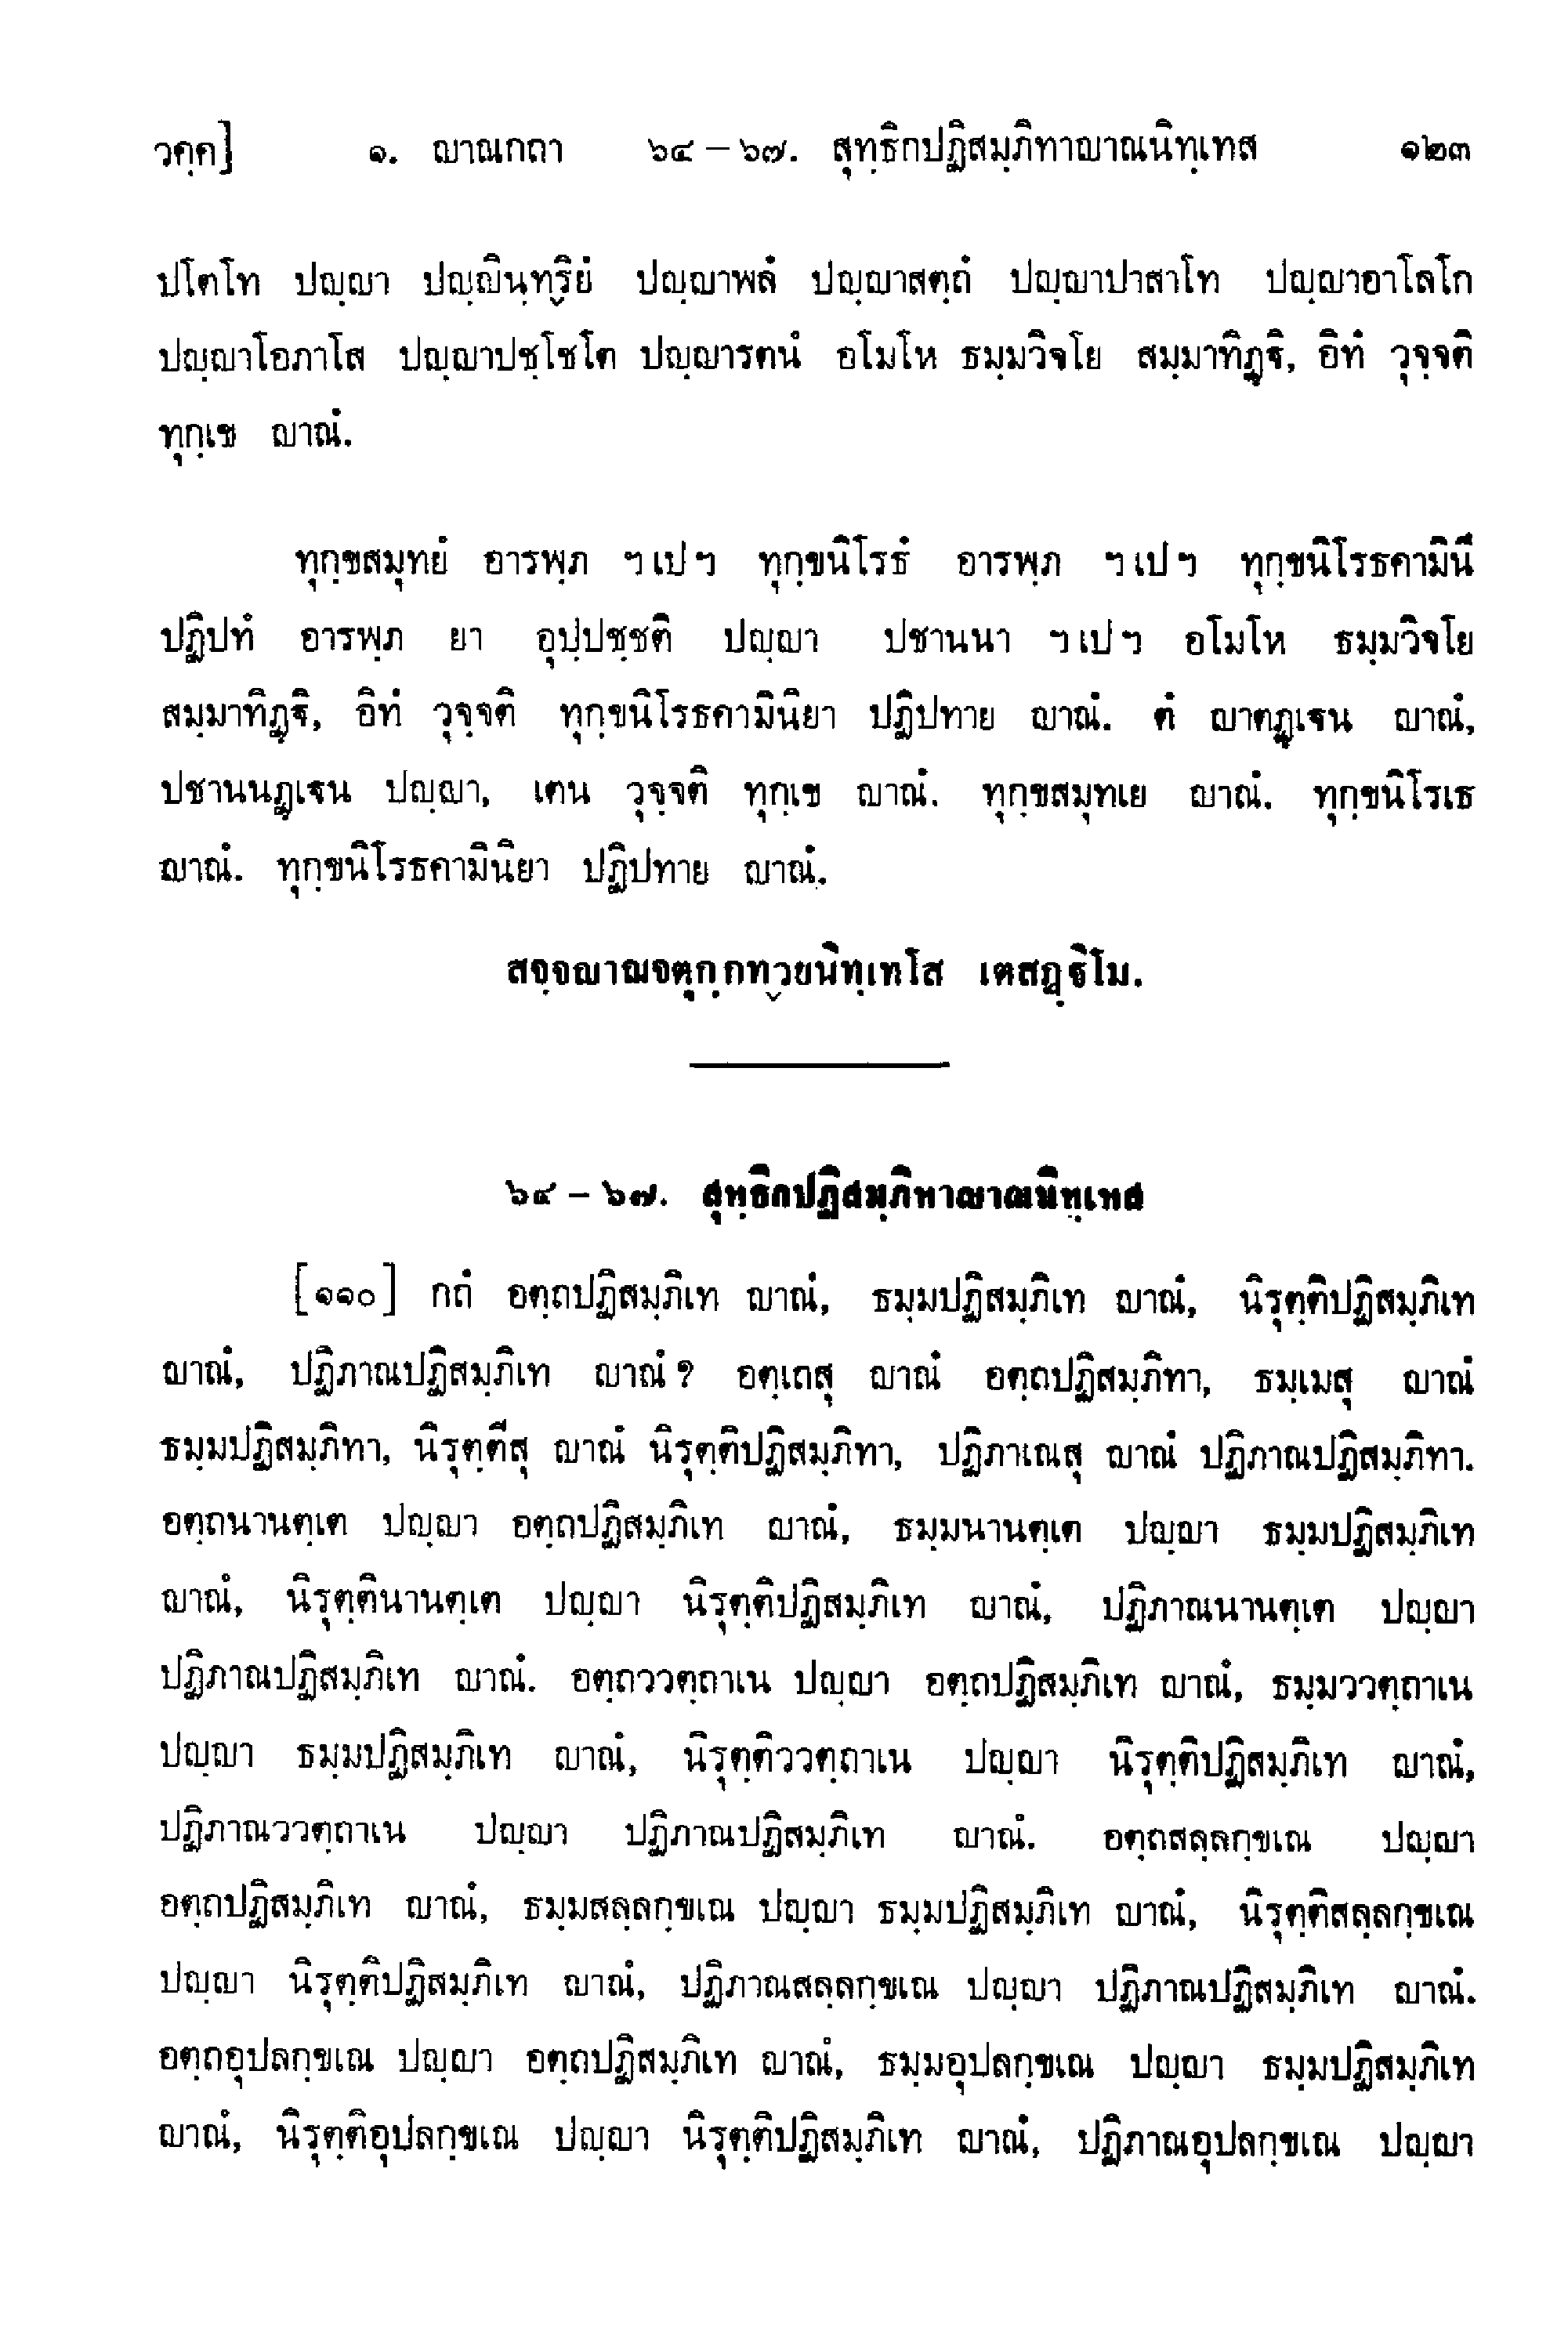 วคฺค] ๑. ญาณกถา ๖๔ – ๖๗. สุทฺธิกปฏิสมฺภิทาญาณนิทฺเทส ๑๒๓
ปโตโท ปญฺญา ปญฺญินฺทฺริยํ ปญฺญาพลํ ปญฺญาสตฺถํ ปญฺญาปาสาโท ปญฺญาอาโลโก
ปญฺญาโอภาโส ปญฺญาปชฺโชโต ปญฺญารตนํ อโมโห ธมฺมวิจโย สมฺมาทิฏฺฐิ, อิทํ วุจฺจติ
ทุกฺเข ญาณํ.
ทุกฺขสมุทยํ อารพฺภ ฯ เป ฯ ทุกฺขนิโรธํ อารพฺภ ฯ เป ฯ ทุกฺขนิโรธคามินึ
ปฏิปทํ อารพฺภ ยา อุปฺปชฺชติ ปญฺญา ปชานนา ฯ เป ฯ อโมโห ธมฺมวิจโย
สมฺมาทิฏฺฐิ, อิทํ วุจฺจติ ทุกฺขนิโรธคามินิยา ปฏิปทาย ญาณํ. ตํ ญาตฏฺเฐน ญาณํ,
ปชานนฏฺเฐน ปญฺญา, เตน วุจฺจติ ทุกฺเข ญาณํ. ทุกฺขสมุทเย ญาณํ. ทุกฺขนิโรเธ
ญาณํ. ทุกฺขนิโรธคามินิยา ปฏิปทาย ญาณํ.
สจฺจญาณจตุกฺกทฺวยนิทฺเทโส เตสฏฺฐิโม.
๖๔ – ๖๗. สุทฺธิกปฏิสมฺภิทาญาณนิทฺเทส
[๑๑๐] กถํ อตฺถปฏิสมฺภิเท ญาณํ, ธมฺมปฏิสมฺภิเท ญาณํ, นิรุตฺติปฏิสมฺภิเท
ญาณํ, ปฏิภาณปฏิสมฺภิเท ญาณํ ? อตฺเถสุ ญาณํ อตฺถปฏิสมฺภิทา, ธมฺเมสุ ญาณํ
ธมฺมปฏิสมฺภิทา, นิรุตฺตีสุ ญาณํ นิรุตฺติปฏิสมฺภิทา, ปฏิภาเณสุ ญาณํ ปฏิภาณปฏิสมฺภิทา.
อตฺถนานตฺเต ปญฺญา อตฺถปฏิสมฺภิเท ญาณํ, ธมฺมนานตฺเต ปญฺญา ธมฺมปฏิสมฺภิเท
ญาณํ, นิรุตฺตินานตฺเต ปญฺญา นิรุตฺติปฏิสมฺภิเท ญาณํ, ปฏิภาณนานตฺเต ปญฺญา
ปฏิภาณปฏิสมฺภิเท ญาณํ. อตฺถววตฺถาเน ปญฺญา อตฺถปฏิสมฺภิเท ญาณํ, ธมฺมววตฺถาเน
ปญฺญา ธมฺมปฏิสมฺภิเท ญาณํ, นิรุตฺติววตฺถาเน ปญฺญา นิรุตฺติปฏิสมฺภิเท ญาณํ,
ปฏิภาณววตฺถาเน ปญฺญา ปฏิภาณปฏิสมฺภิเท ญาณํ. อตฺถสลฺลกฺขเณ ปญฺญา
อตฺถปฏิสมฺภิเท ญาณํ, ธมฺมสลฺลกฺขเณ ปญฺญา ธมฺมปฏิสมฺภิเท ญาณํ, นิรุตฺติสลฺลกฺขเณ
ปญฺญา นิรุตฺติปฏิสมฺภิเท ญาณํ, ปฏิภาณสลฺลกฺขเณ ปญฺญา ปฏิภาณปฏิสมฺภิเท ญาณํ.
อตฺถอุปลกฺขเณ ปญฺญา อตฺถปฏิสมฺภิเท ญาณํ, ธมฺมอุปลกฺขเณ ปญฺญา ธมฺมปฏิสมฺภิเท
ญาณํ, นิรุตฺติอุปลกฺขเณ ปญฺญา นิรุตฺติปฏิสมฺภิเท ญาณํ, ปฏิภาณอุปลกฺขเณ ปญฺญา